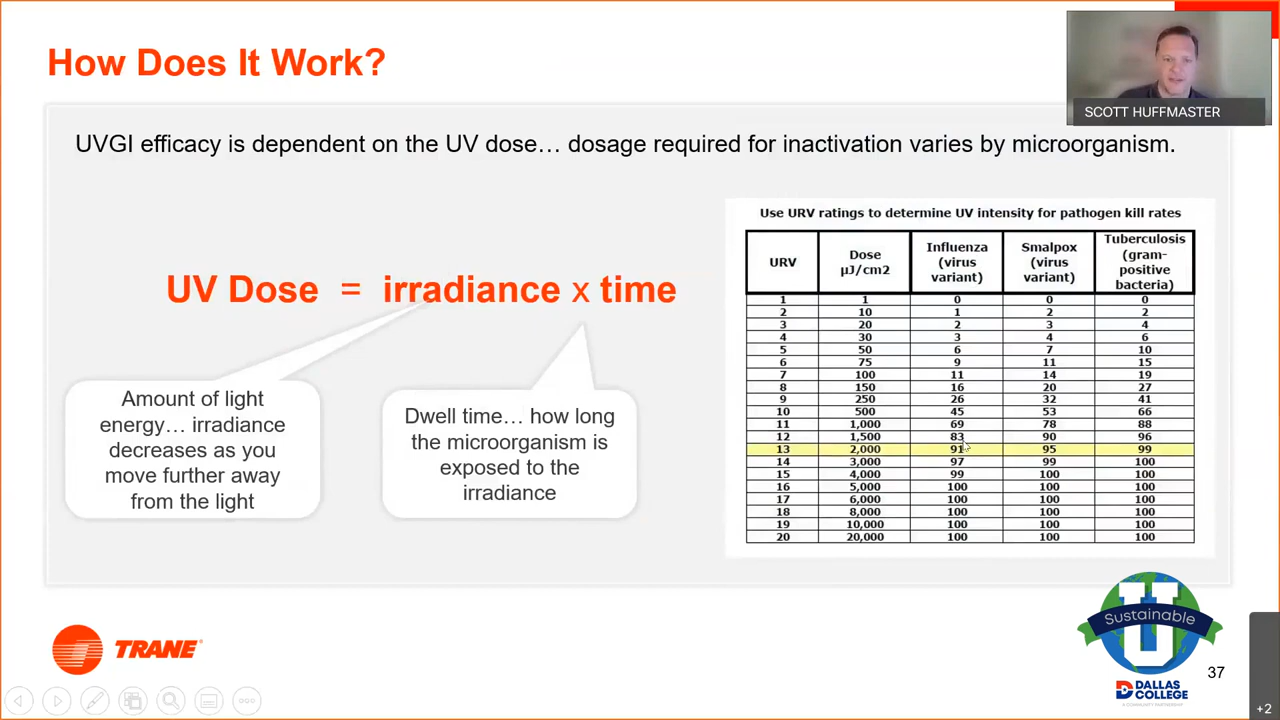 How Does It Work?
SCOTT HUFFMASTER
UVGI efficacy is dependent on the UV dose… dosage required for inactivation varies by microorganism.
UV Dose = irradiance x time
Amount of light
energy… irradiance
decreases as you
move further away
from the light
Dwell time… how long
the microorganism is
exposed to the
irradiance
Use URV ratings to determine UV intensity for pathogen kill rates
URV Dose µJ/cm2 Influenza (virus variant) Smalpox (virus variant) Tuberculosis (gram-positive bacteria)
1 1 0 0 0
2 10 1 2 2
3 20 2 3 4
4 30 3 4 6
5 50 6 7 10
6 75 9 11 15
7 100 11 14 19
8 150 16 20 27
9 250 26 32 41
10 500 45 53 66
11 1,000 69 78 88
12 1,500 83 90 96
13 2,000 91 95 99
14 3,000 97 99 100
15 4,000 99 100 100
16 5,000 100 100 100
17 6,000 100 100 100
18 8,000 100 100 100
19 10,000 100 100 100
20 20,000 100 100 100
TRANE
U
Sustainable
DALLAS
COLLEGE
A COMMUNITY PARTNERSHIP
37
+2